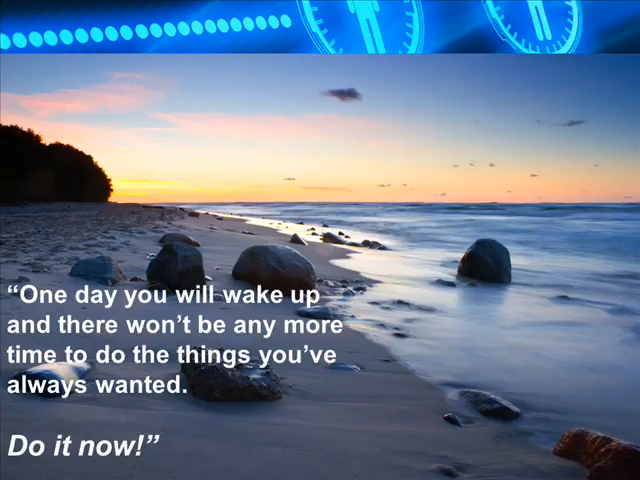 “One day you will wake up
and there won’t be any more
time to do the things you’ve
always wanted.
Do it now!”